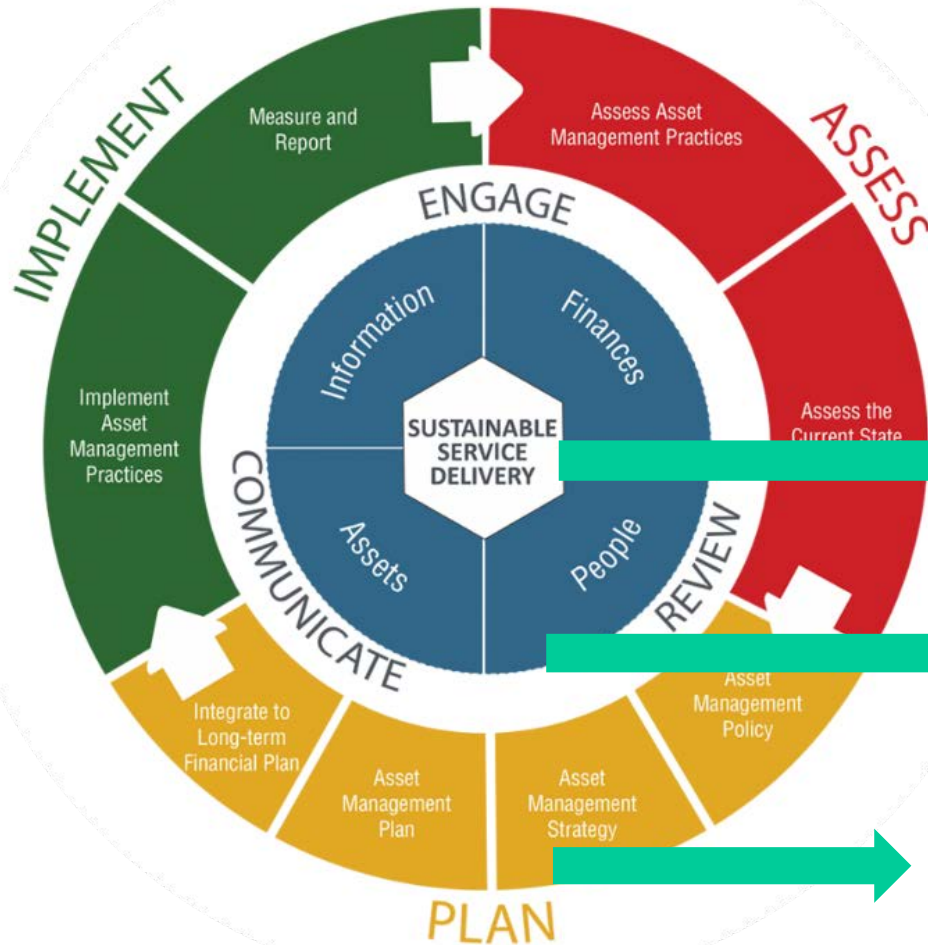 IMPLEMENT
Measure and
Report
Assess Asset
Management Practices
ASSESS
ENGAGE
Information
Finances
Implement
Asset
Management
Practices
SUSTAINABLE
SERVICE
DELIVERY
Assess the
Current State
COMMUNICATE
Assets
People
REVIEW
Integrate to
Long-term
Financial Plan
Asset
Management
Plan
Asset
Management
Strategy
Asset
Management
Policy
PLAN